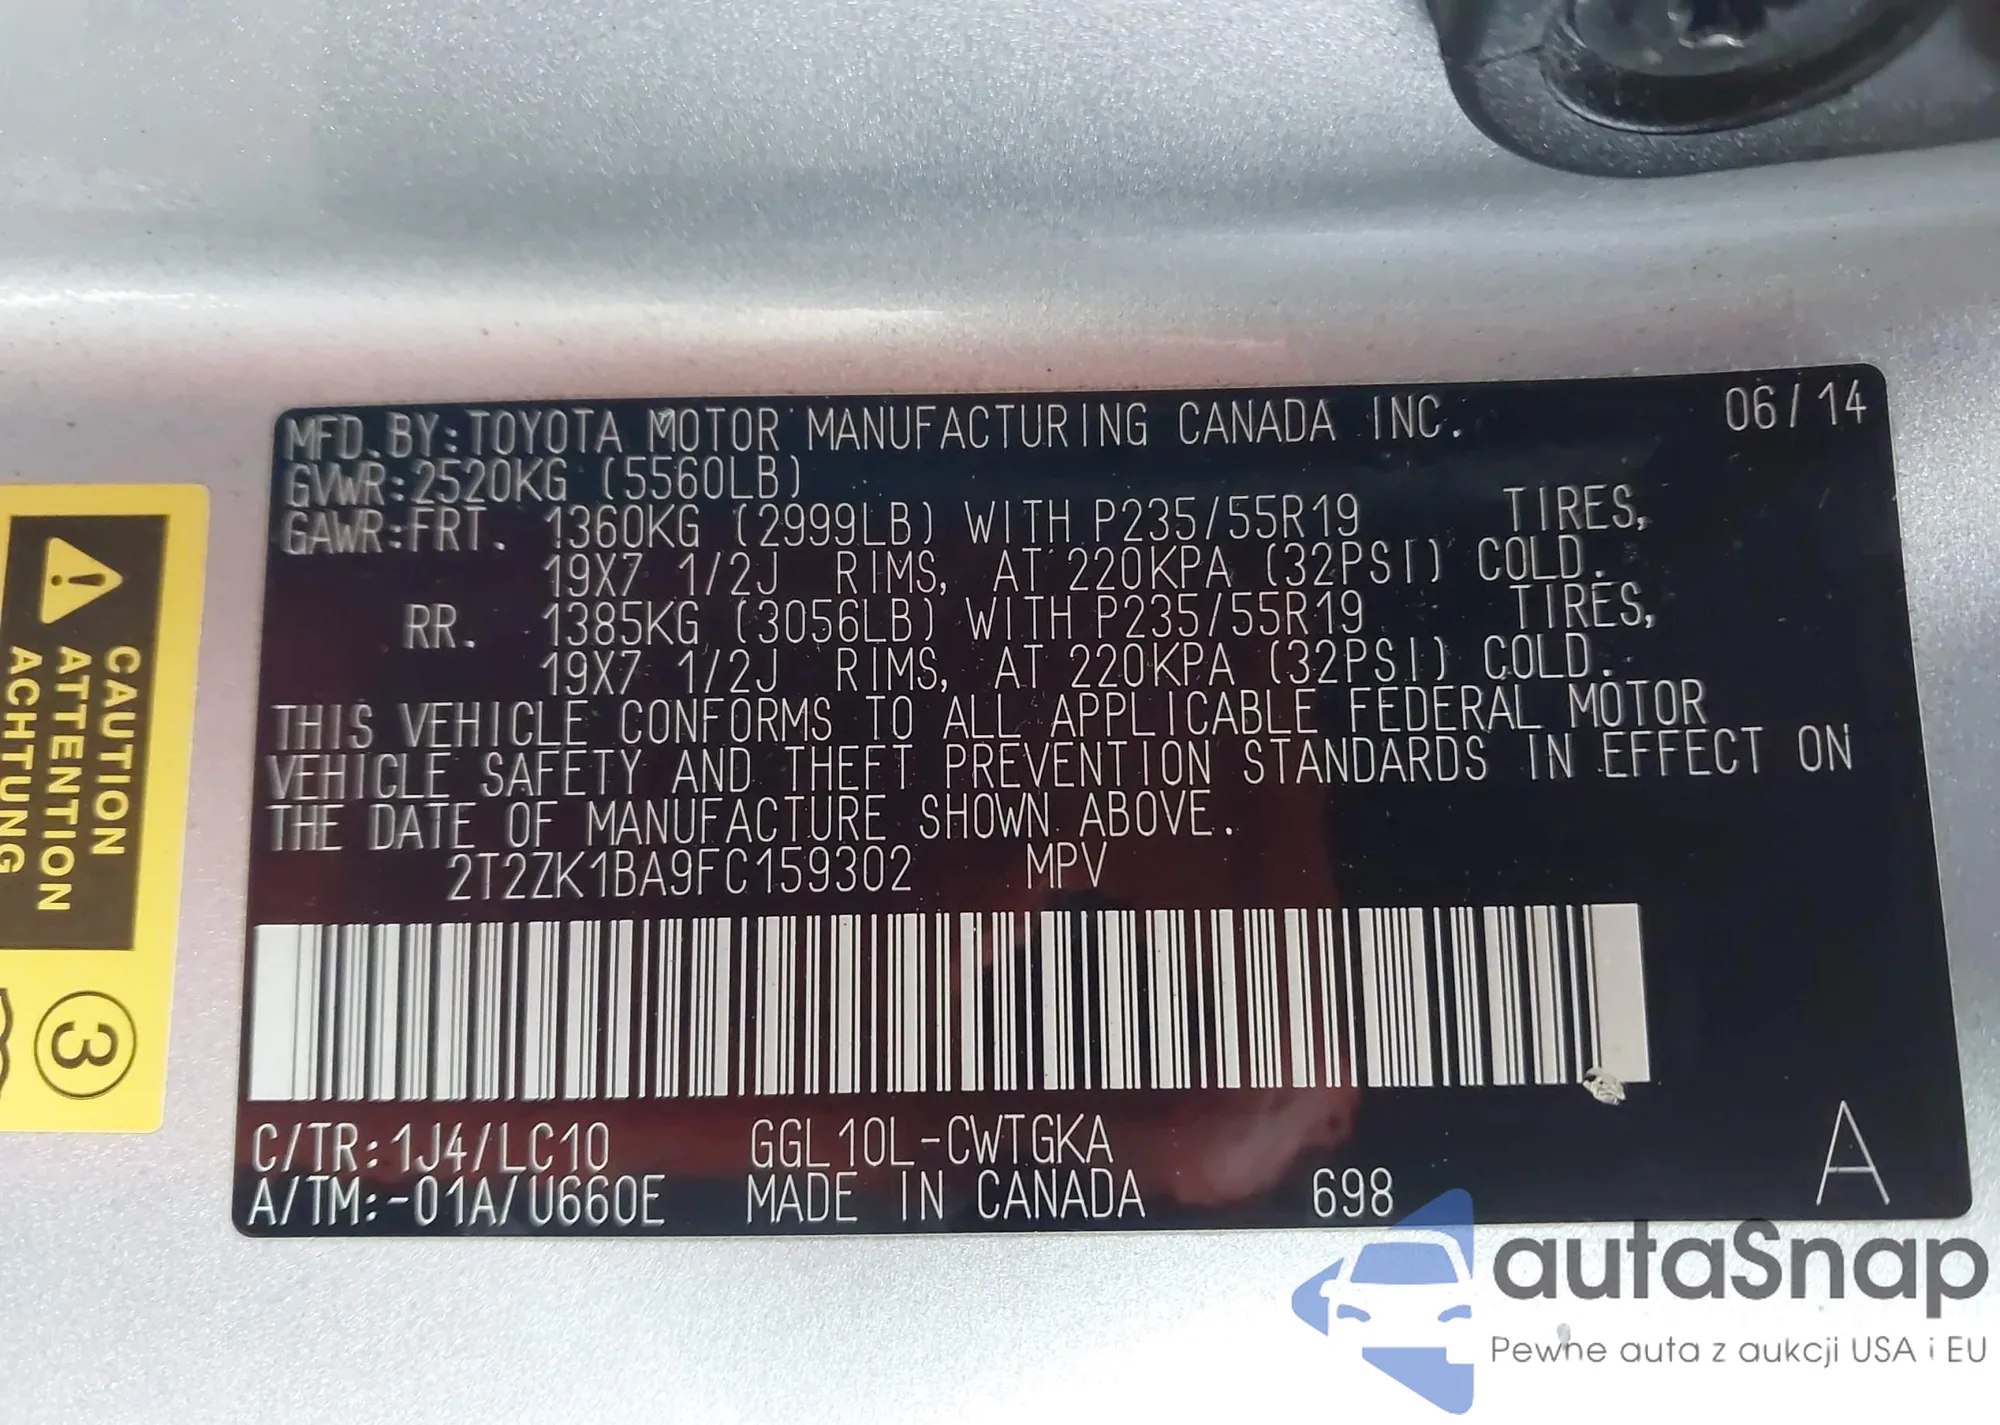 MFD.BY:TOYOTA MOTOR MANUFACTURING CANADA INC. 06/14
GVWR:2520KG (5560LB)
GAWR:FRT. 1360KG (2999LB) WITH P235/55R19 TIRES,
19X7 1/2J RIMS, AT 220KPA (32PSI) COLD.
RR. 1385KG (3056LB) WITH P235/55R19 TIRES,
19X7 1/2J RIMS, AT 220KPA (32PSI) COLD.
THIS VEHICLE CONFORMS TO ALL APPLICABLE FEDERAL MOTOR
VEHICLE SAFETY AND THEFT PREVENTION STANDARDS IN EFFECT ON
THE DATE OF MANUFACTURE SHOWN ABOVE.
2T2ZK1BA9FC159302 MPV
C/TR:1J4/LC10 GGL10L-CWTGKA
A/TM:-01A/U660E MADE IN CANADA 698 A
CAUTION
ATTENTION
ACHTUNG
3
autaSnap
Pewne auta z aukcji USA i EU